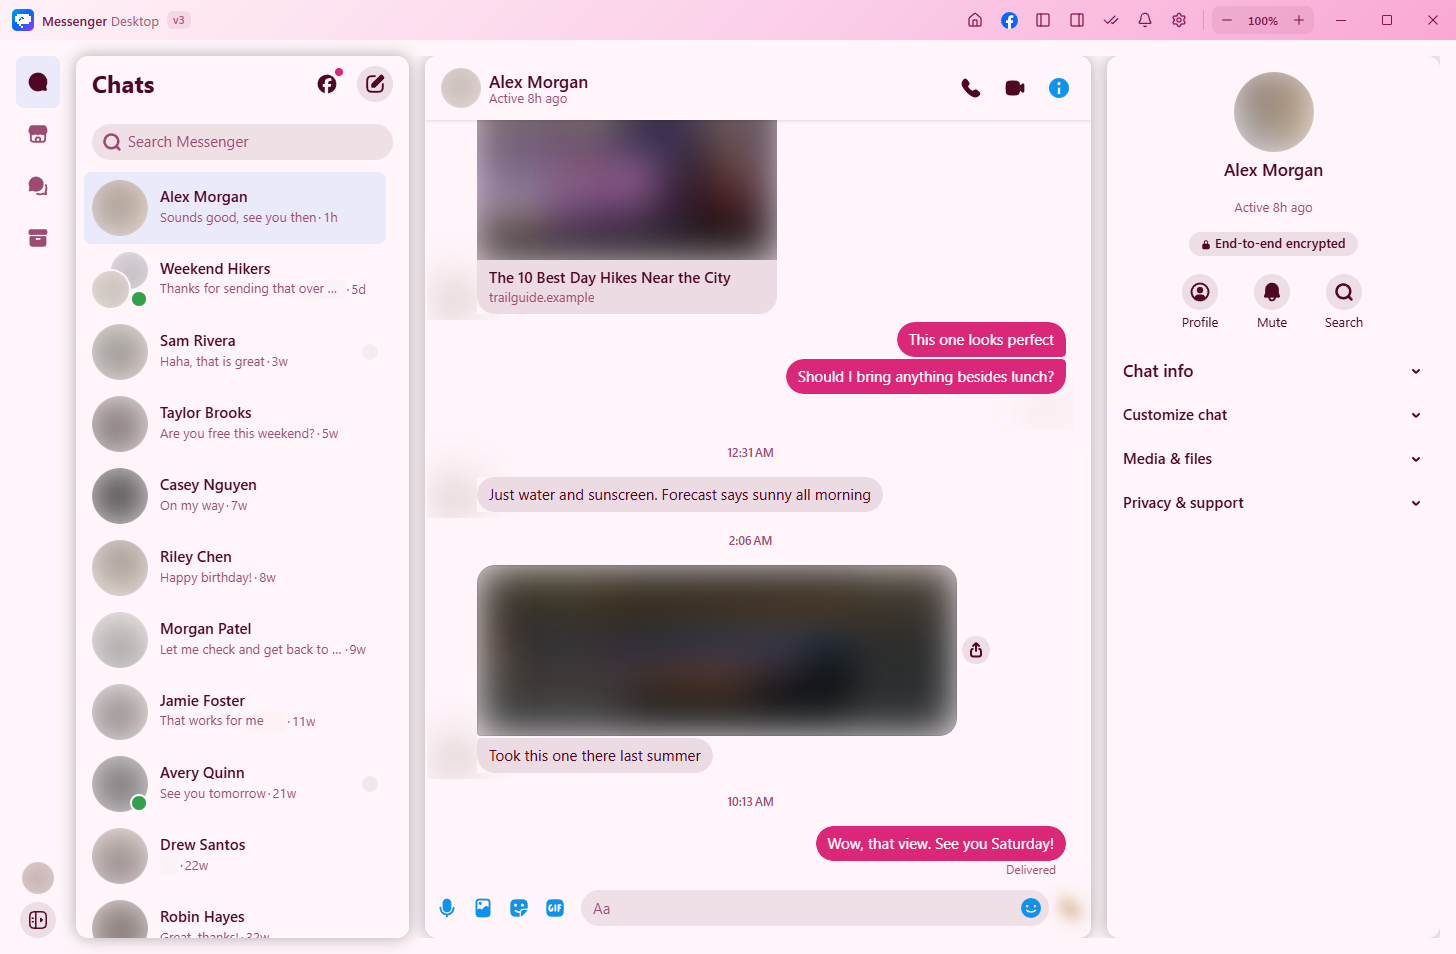 Messenger Desktop v3
100%
Chats
Search Messenger
Alex Morgan
Sounds good, see you then · 1h
Weekend Hikers
Thanks for sending that over ... · 5d
Sam Rivera
Haha, that is great · 3w
Taylor Brooks
Are you free this weekend? · 5w
Casey Nguyen
On my way · 7w
Riley Chen
Happy birthday! · 8w
Morgan Patel
Let me check and get back to ... · 9w
Jamie Foster
That works for me · 11w
Avery Quinn
See you tomorrow · 21w
Drew Santos
· 22w
Robin Hayes
Great, thanks! · 32w
Alex Morgan
Active 8h ago
The 10 Best Day Hikes Near the City
trailguide.example
This one looks perfect
Should I bring anything besides lunch?
12:31 AM
Just water and sunscreen. Forecast says sunny all morning
2:06 AM
Took this one there last summer
10:13 AM
Wow, that view. See you Saturday!
Delivered
GIF
Aa
Alex Morgan
Active 8h ago
End-to-end encrypted
Profile
Mute
Search
Chat info
Customize chat
Media & files
Privacy & support